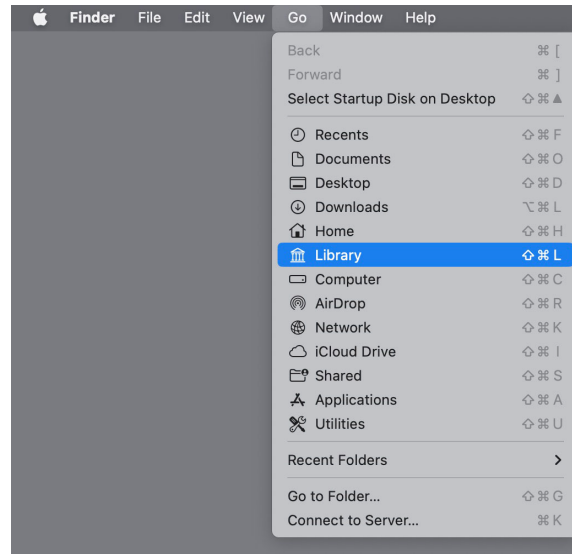 Finder File Edit View Go Window Help
Back ⌘ [
Forward ⌘ ]
Select Startup Disk on Desktop ⇧⌘▲
Recents ⇧⌘F
Documents ⇧⌘O
Desktop ⇧⌘D
Downloads ⌥⌘L
Home ⇧⌘H
Library ⇧⌘L
Computer ⇧⌘C
AirDrop ⇧⌘R
Network ⇧⌘K
iCloud Drive ⇧⌘I
Shared ⇧⌘S
Applications ⇧⌘A
Utilities ⇧⌘U
Recent Folders >
Go to Folder... ⇧⌘G
Connect to Server... ⌘K